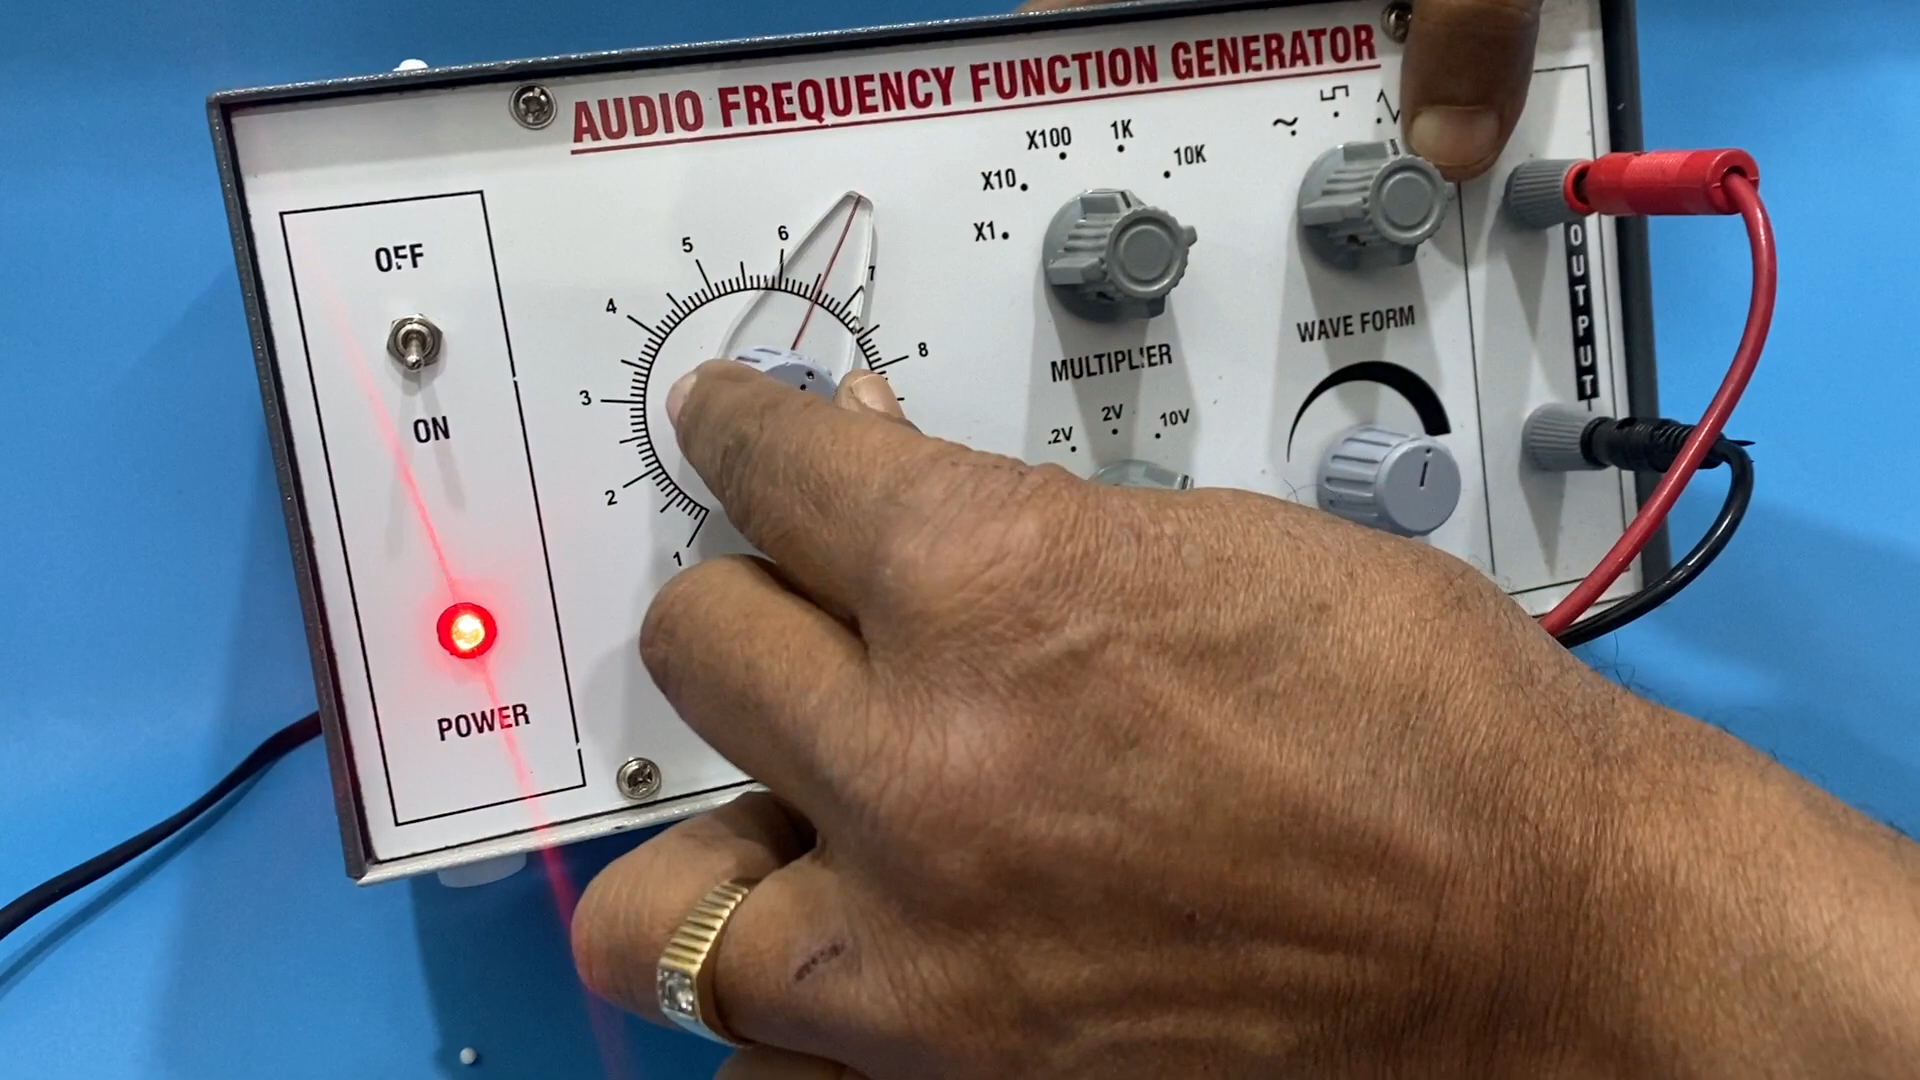 AUDIO FREQUENCY FUNCTION GENERATOR
OFF
ON
POWER
1
2
3
4
5
6
7
8
X1
X10
X100
1K
10K
MULTIPLIER
.2V
2V
10V
WAVE FORM
OUTPUT